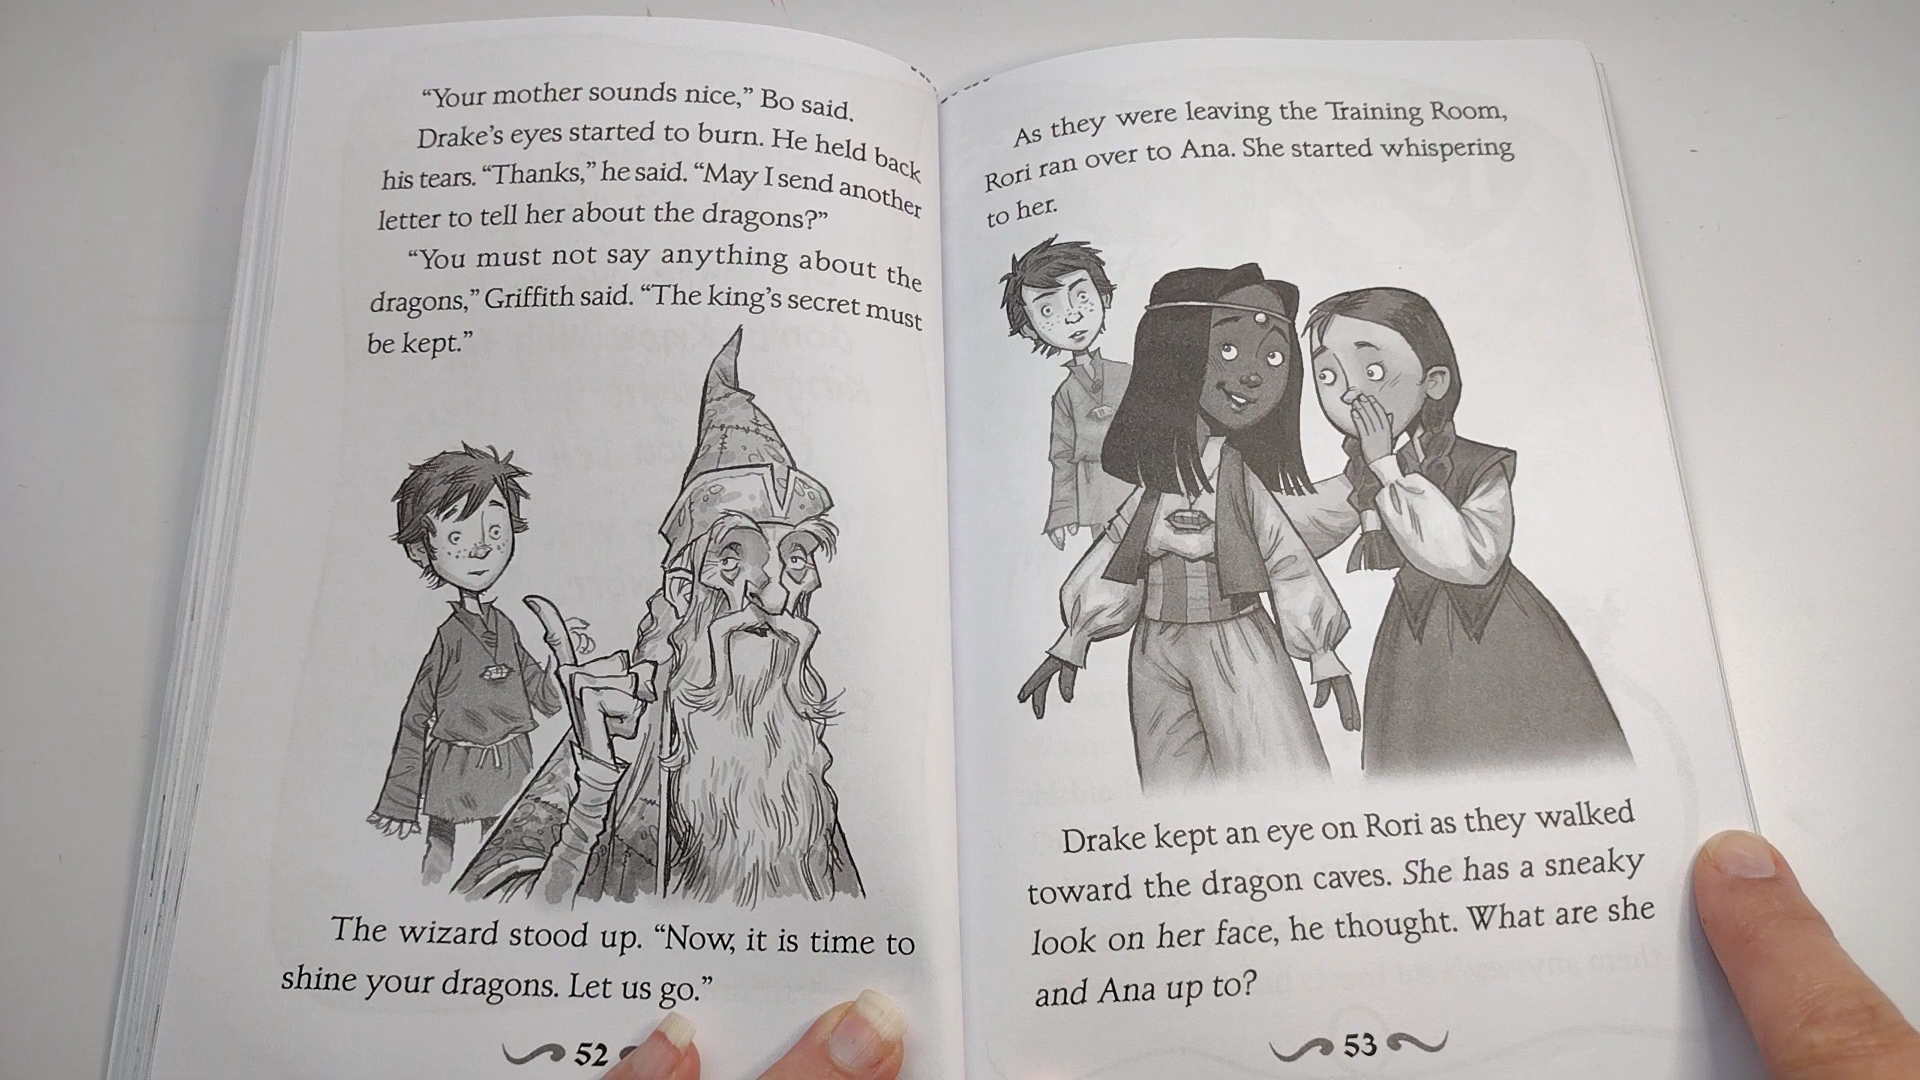 “Your mother sounds nice,” Bo said.
Drake’s eyes started to burn. He held back
his tears. “Thanks,” he said. “May I send another
letter to tell her about the dragons?”
“You must not say anything about the
dragons,” Griffith said. “The king’s secret must
be kept.”
The wizard stood up. “Now, it is time to
shine your dragons. Let us go.”
52
As they were leaving the Training Room,
Rori ran over to Ana. She started whispering
to her.
Drake kept an eye on Rori as they walked
toward the dragon caves. She has a sneaky
look on her face, he thought. What are she
and Ana up to?
53